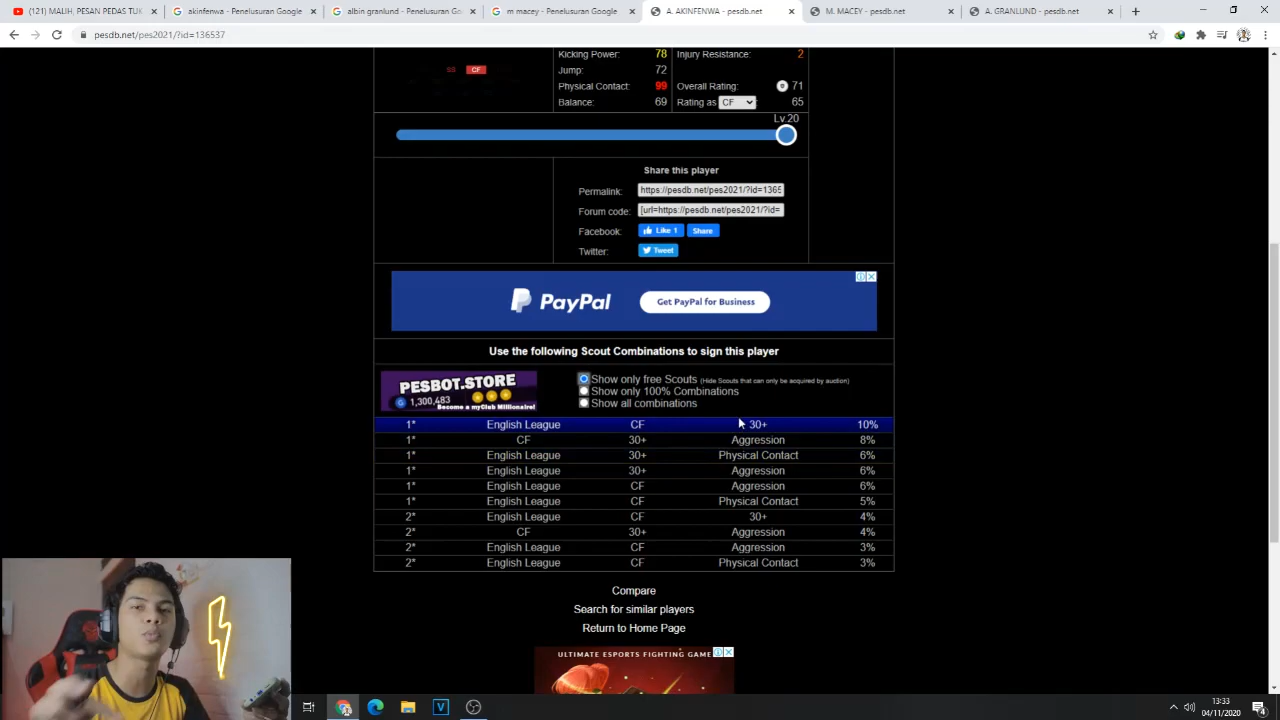 (121) MALIH, PESAN PEDAS TUK
akinfenwa - Penelusuran Google
albin granlund - Penelusuran Goo
m macey - Penelusuran Google
A. AKINFENWA - pesdb.net
M. MACEY - pesdb.net
A. GRANLUND - pesdb.net
pesdb.net/pes2021/?id=136537
Kicking Power: 78 Injury Resistance: 2
SS CF
Jump: 72
Physical Contact: 99 Overall Rating: 71
Balance: 69 Rating as CF : 65
Lv.20
Share this player
Permalink: https://pesdb.net/pes2021/?id=1365
Forum code: [url=https://pesdb.net/pes2021/?id=
Facebook: Like 1 Share
Twitter: Tweet
PayPal Get PayPal for Business
Use the following Scout Combinations to sign this player
PESBOT.STORE
G 1,300,483
Become a myClub Millionaire!
Show only free Scouts (Hide Scouts that can only be acquired by auction)
Show only 100% Combinations
Show all combinations
1* English League CF 30+ 10%
1* CF 30+ Aggression 8%
1* English League 30+ Physical Contact 6%
1* English League 30+ Aggression 6%
1* English League CF Aggression 6%
1* English League CF Physical Contact 5%
2* English League CF 30+ 4%
2* CF 30+ Aggression 4%
2* English League CF Aggression 3%
2* English League CF Physical Contact 3%
Compare
Search for similar players
Return to Home Page
ULTIMATE ESPORTS FIGHTING GAME
13:33
04/11/2020